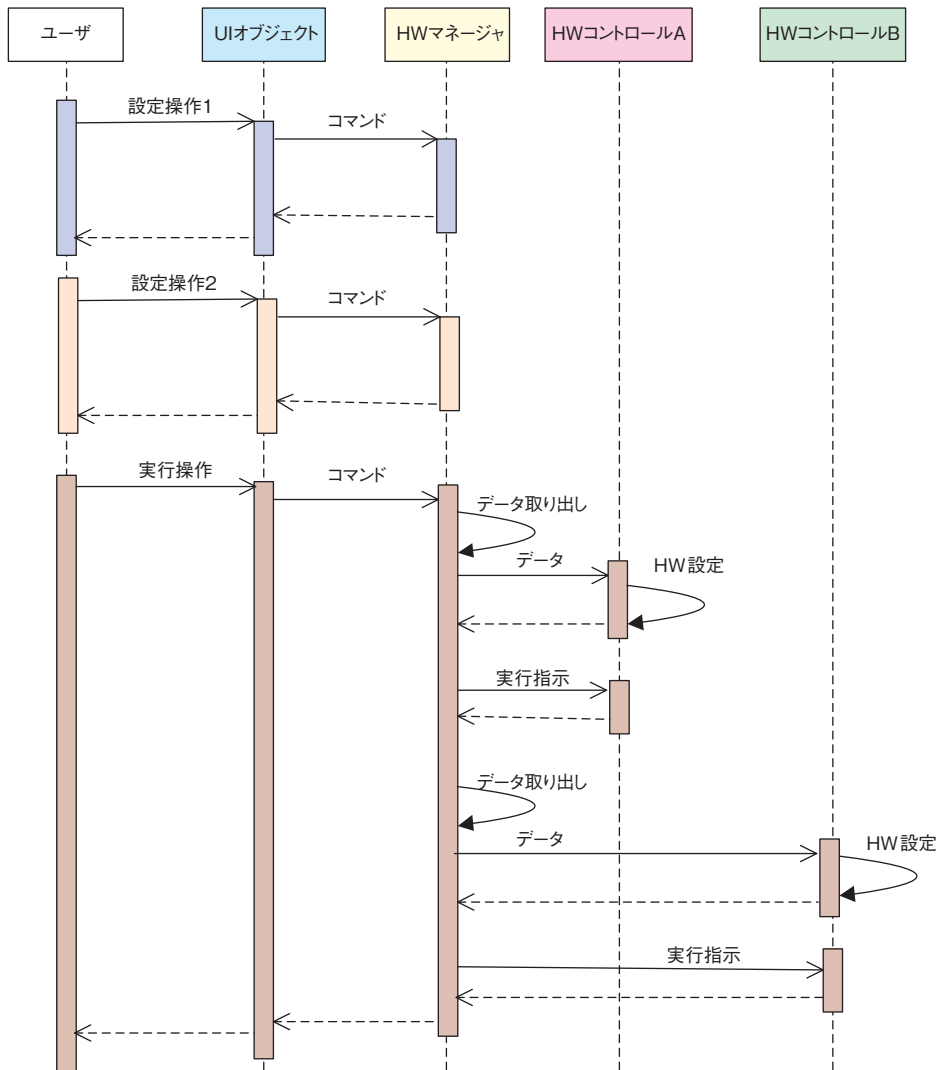 ユーザ
UIオブジェクト
HWマネージャ
HWコントロールA
HWコントロールB
設定操作1
コマンド
設定操作2
コマンド
実行操作
コマンド
データ取り出し
データ
HW設定
実行指示
データ取り出し
データ
HW設定
実行指示